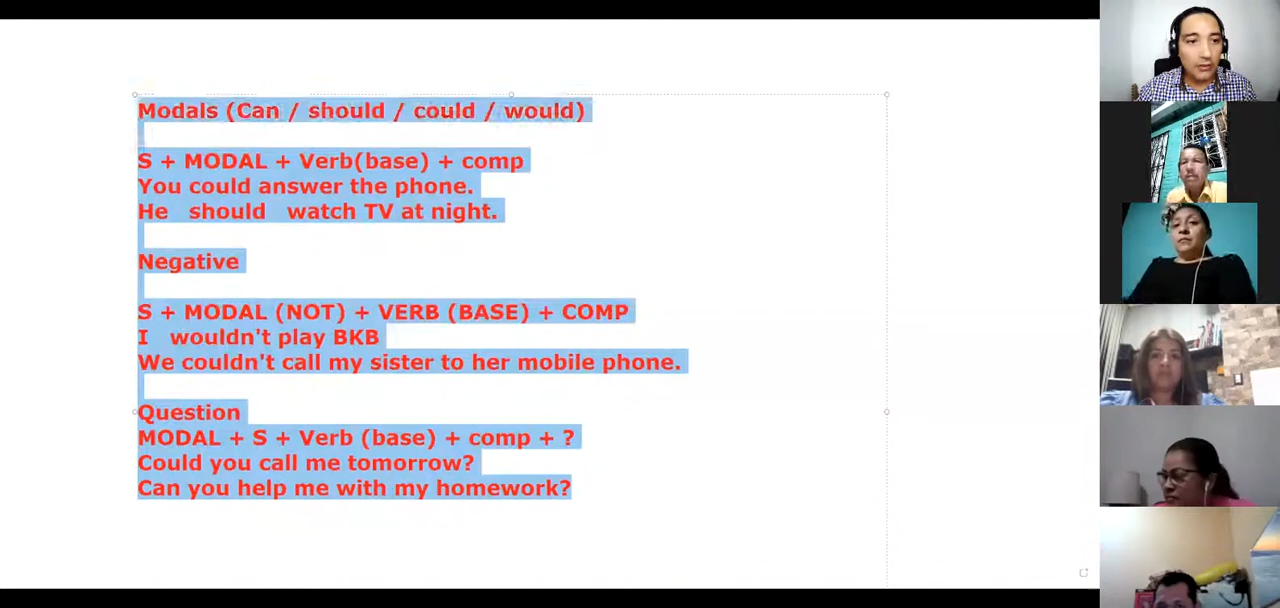 Modals (Can / should / could / would)
S + MODAL + Verb(base) + comp
You could answer the phone.
He should watch TV at night.
Negative
S + MODAL (NOT) + VERB (BASE) + COMP
I wouldn't play BKB
We couldn't call my sister to her mobile phone.
Question
MODAL + S + Verb (base) + comp + ?
Could you call me tomorrow?
Can you help me with my homework?